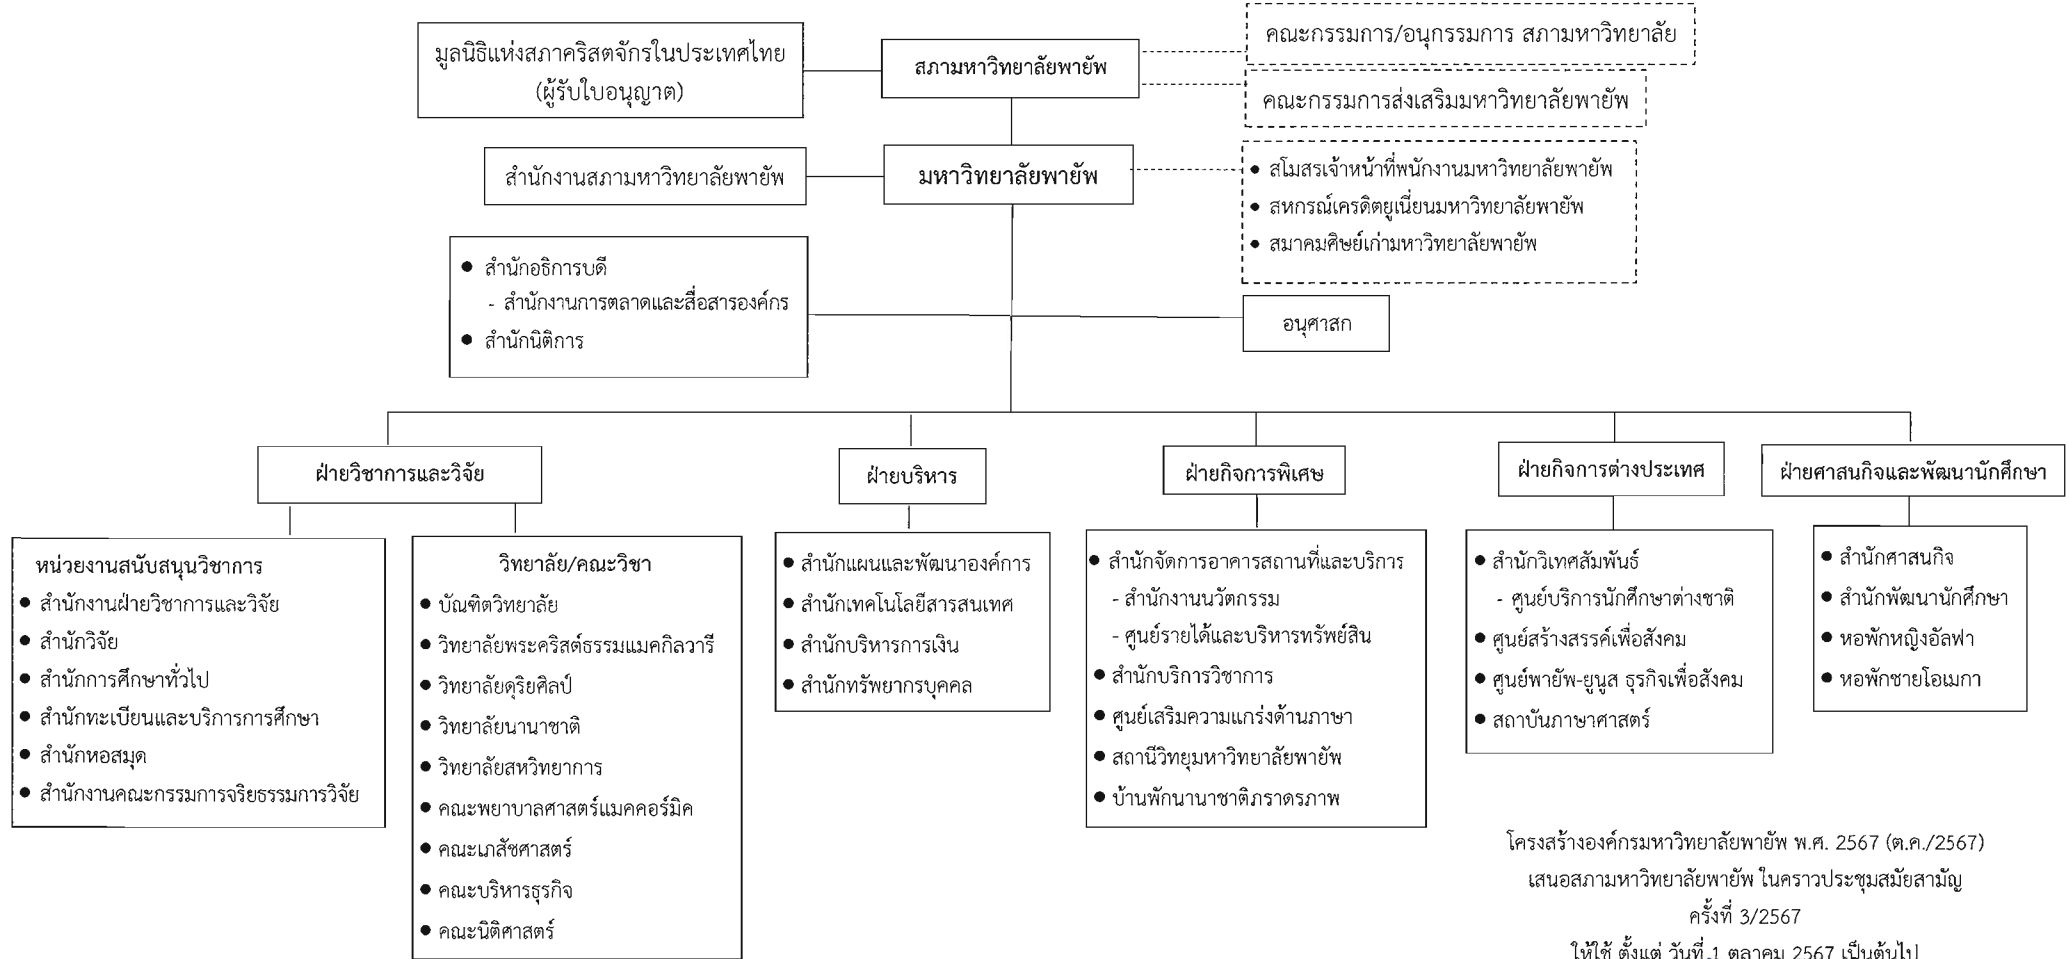 มูลนิธิแห่งสภาคริสตจักรในประเทศไทย
(ผู้รับใบอนุญาต)
สภามหาวิทยาลัยพายัพ
คณะกรรมการ/อนุกรรมการ สภามหาวิทยาลัย
คณะกรรมการส่งเสริมมหาวิทยาลัยพายัพ
สำนักงานสภามหาวิทยาลัยพายัพ
มหาวิทยาลัยพายัพ
● สโมสรเจ้าหน้าที่พนักงานมหาวิทยาลัยพายัพ
● สหกรณ์เครดิตยูเนี่ยนมหาวิทยาลัยพายัพ
● สมาคมศิษย์เก่ามหาวิทยาลัยพายัพ
● สำนักอธิการบดี
- สำนักงานการตลาดและสื่อสารองค์กร
● สำนักนิติการ
อนุศาสก
ฝ่ายวิชาการและวิจัย
ฝ่ายบริหาร
ฝ่ายกิจการพิเศษ
ฝ่ายกิจการต่างประเทศ
ฝ่ายศาสนกิจและพัฒนานักศึกษา
หน่วยงานสนับสนุนวิชาการ
● สำนักงานฝ่ายวิชาการและวิจัย
● สำนักวิจัย
● สำนักการศึกษาทั่วไป
● สำนักทะเบียนและบริการการศึกษา
● สำนักหอสมุด
● สำนักงานคณะกรรมการจริยธรรมการวิจัย
วิทยาลัย/คณะวิชา
● บัณฑิตวิทยาลัย
● วิทยาลัยพระคริสต์ธรรมแมคกิลวารี
● วิทยาลัยดุริยศิลป์
● วิทยาลัยนานาชาติ
● วิทยาลัยสหวิทยาการ
● คณะพยาบาลศาสตร์แมคคอร์มิค
● คณะเภสัชศาสตร์
● คณะบริหารธุรกิจ
● คณะนิติศาสตร์
● สำนักแผนและพัฒนาองค์การ
● สำนักเทคโนโลยีสารสนเทศ
● สำนักบริหารการเงิน
● สำนักทรัพยากรบุคคล
● สำนักจัดการอาคารสถานที่และบริการ
- สำนักงานนวัตกรรม
- ศูนย์รายได้และบริหารทรัพย์สิน
● สำนักบริการวิชาการ
● ศูนย์เสริมความแกร่งด้านภาษา
● สถานีวิทยุมหาวิทยาลัยพายัพ
● บ้านพักนานาชาติภราดรภาพ
● สำนักวิเทศสัมพันธ์
- ศูนย์บริการนักศึกษาต่างชาติ
● ศูนย์สร้างสรรค์เพื่อสังคม
● ศูนย์พายัพ-ยูนูส ธุรกิจเพื่อสังคม
● สถาบันภาษาศาสตร์
● สำนักศาสนกิจ
● สำนักพัฒนานักศึกษา
● หอพักหญิงอัลฟา
● หอพักชายโอเมกา
โครงสร้างองค์กรมหาวิทยาลัยพายัพ พ.ศ. 2567 (ต.ค./2567)
เสนอสภามหาวิทยาลัยพายัพ ในคราวประชุมสมัยสามัญ
ครั้งที่ 3/2567
ให้ใช้ ตั้งแต่ วันที่ 1 ตุลาคม 2567 เป็นต้นไป